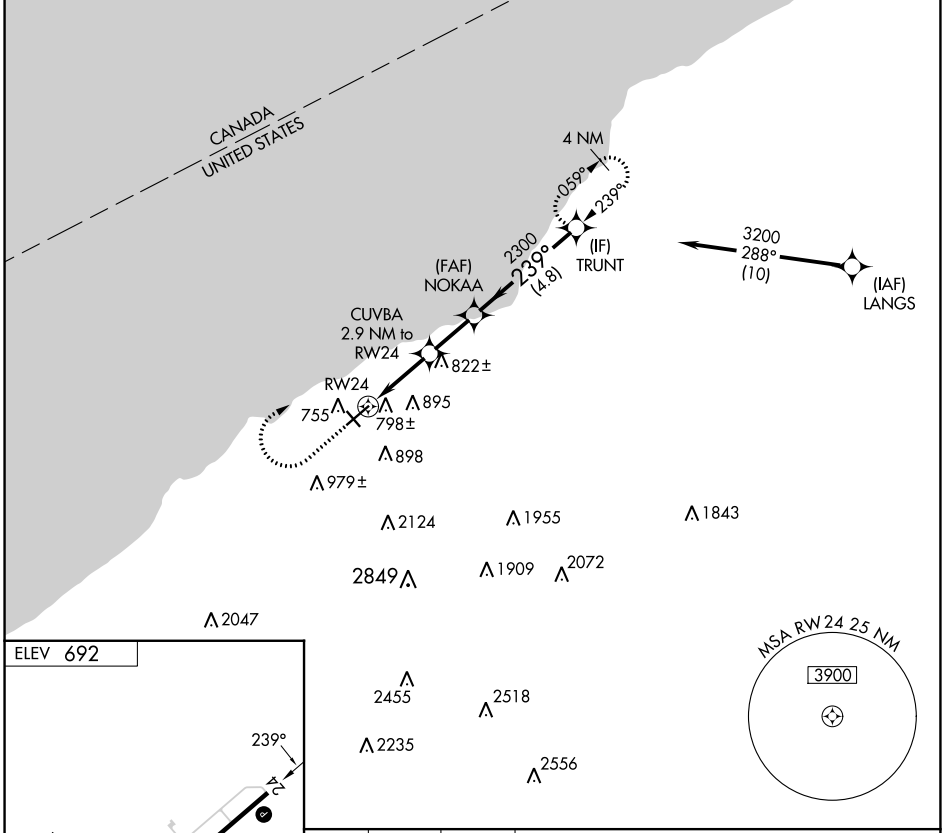 CANADA
UNITED STATES
4 NM
059°
239°
2300
239°
(4.8)
(IF)
TRUNT
3200
288°
(10)
(IAF)
LANGS
(FAF)
NOKAA
CUVBA
2.9 NM to
RW24
822±
RW24
755
798±
895
898
979±
2124
1955
1843
2849
1909
2072
2047
ELEV 692
2455
2518
2235
2556
MSA RW24 25 NM
3900
239°
24
P